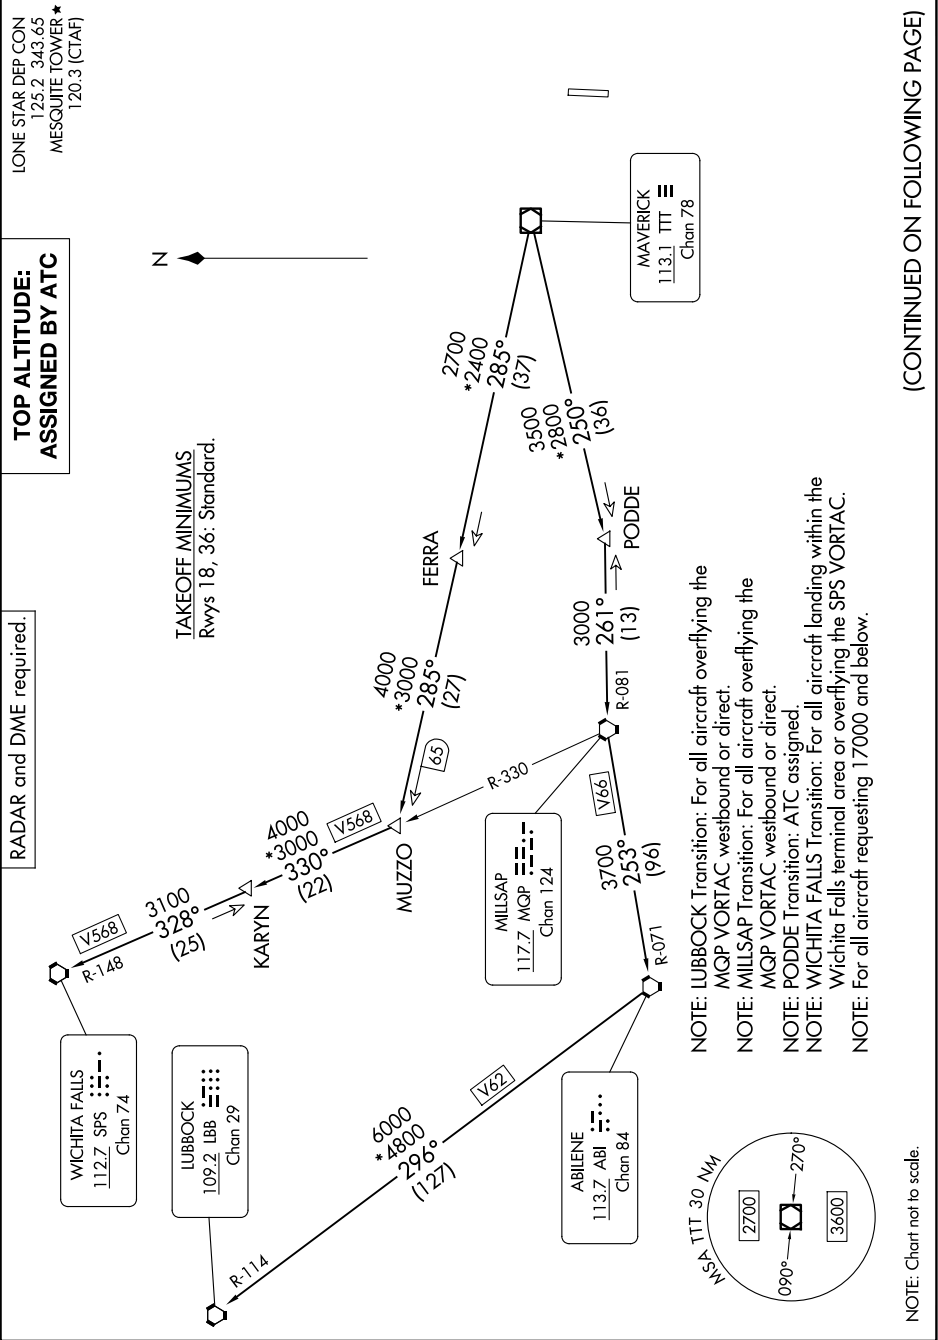 RADAR and DME required.
TOP ALTITUDE:
ASSIGNED BY ATC
LONE STAR DEP CON
125.2 343.65
MESQUITE TOWER★
120.3 (CTAF)
TAKEOFF MINIMUMS
Rwys 18, 36: Standard.
N
WICHITA FALLS
112.7 SPS
Chan 74
V568
R-148
3100
328°
(25)
KARYN
4000
*3000
330°
(22)
V568
MUZZO
65
4000
*3000
285°
(27)
FERRA
2700
*2400
285°
(37)
LUBBOCK
109.2 LBB
Chan 29
R-114
6000
*4800
296°
(127)
V62
ABILENE
113.7 ABI
Chan 84
R-071
3700
253°
(96)
V66
MILLSAP
117.7 MQP
Chan 124
R-330
R-081
3000
261°
(13)
PODDE
3500
*2800
250°
(36)
MAVERICK
113.1 TTT
Chan 78
MSA TTT 30 NM
2700
090°
270°
3600
NOTE: LUBBOCK Transition: For all aircraft overflying the
MQP VORTAC westbound or direct.
NOTE: MILLSAP Transition: For all aircraft overflying the
MQP VORTAC westbound or direct.
NOTE: PODDE Transition: ATC assigned.
NOTE: WICHITA FALLS Transition: For all aircraft landing within the
Wichita Falls terminal area or overflying the SPS VORTAC.
NOTE: For all aircraft requesting 17000 and below.
NOTE: Chart not to scale.
(CONTINUED ON FOLLOWING PAGE)